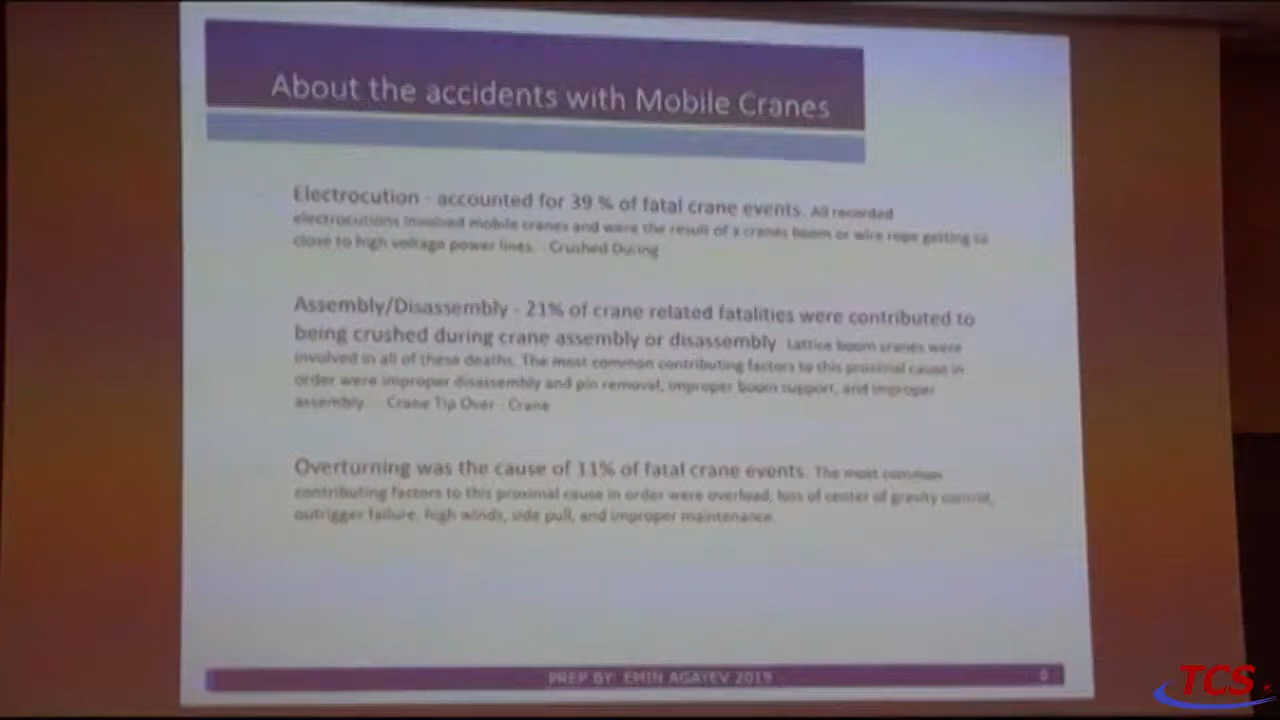 About the accidents with Mobile Cranes
Electrocution - accounted for 39 % of fatal crane events. All recorded
electrocutions involved mobile cranes and were the result of a cranes boom or wire rope getting to
close to high voltage power lines. - Crushed During
Assembly/Disassembly - 21% of crane related fatalities were contributed to
being crushed during crane assembly or disassembly Lattice boom cranes were
involved in all of these deaths. The most common contributing factors to this proximal cause in
order were improper disassembly and pin removal, improper boom support, and improper
assembly. Crane Tip Over - Crane
Overturning was the cause of 11% of fatal crane events. The most common
contributing factors to this proximal cause in order were overload, loss of center of gravity control,
outrigger failure, high winds, side pull, and improper maintenance.
PREP BY: EMIN AGAYEV 2019
TCS